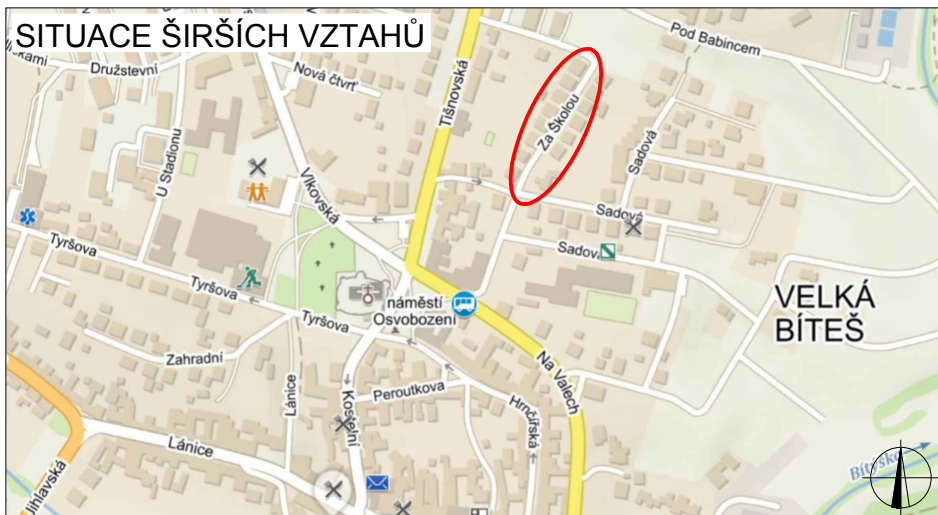 SITUACE ŠIRŠÍCH VZTAHŮ
Pod Babincem
Družstevní
Nová čtvrť
Tišnovská
Za Školou
U Stadionu
Sadová
Vlkovská
Sadová
Tyršova
Sadová
Tyršova
náměstí
Osvobození
VELKÁ
BÍTEŠ
Tyršova
Zahradní
Na Valech
Lánice
Peroutkova
Kostelní
Hrnčířská
Lánice
Jihlavská